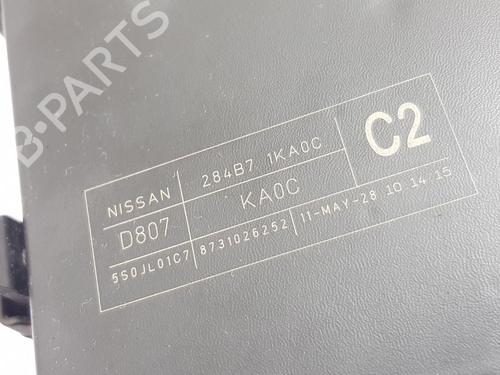 B-PARTS
NISSAN 284B7 1KA0C C2
D807 KA0C
5S0JL01C7 8731026252 11-MAY-28 10 14 15